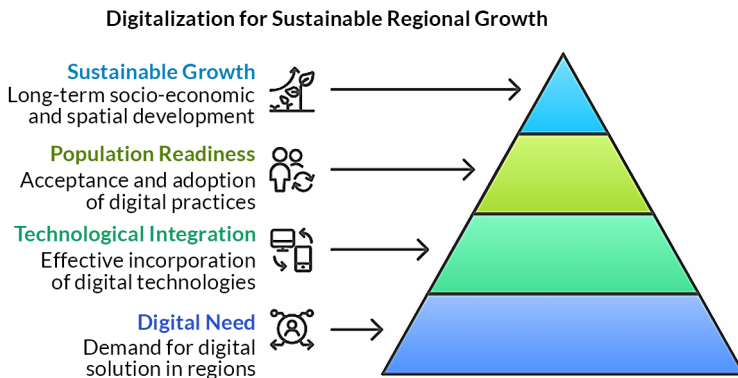 Digitalization for Sustainable Regional Growth
Sustainable Growth
Long-term socio-economic
and spatial development
Population Readiness
Acceptance and adoption
of digital practices
Technological Integration
Effective incorporation
of digital technologies
Digital Need
Demand for digital
solution in regions